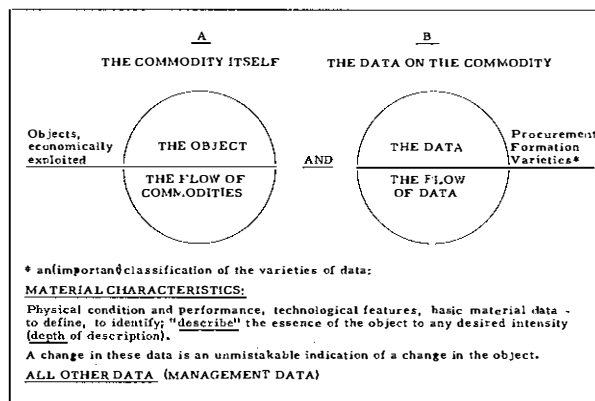 A
B
THE COMMODITY ITSELF
THE DATA ON THE COMMODITY
Objects, economically exploited
THE OBJECT
THE FLOW OF COMMODITIES
AND
THE DATA
THE FLOW OF DATA
Procurement Formation Varieties*
* an(important)classification of the varieties of data:
MATERIAL CHARACTERISTICS:
Physical condition and performance, technological features, basic material data -
to define, to identify; "describe" the essence of the object to any desired intensity
(depth of description).
A change in these data is an unmistakable indication of a change in the object.
ALL OTHER DATA (MANAGEMENT DATA)